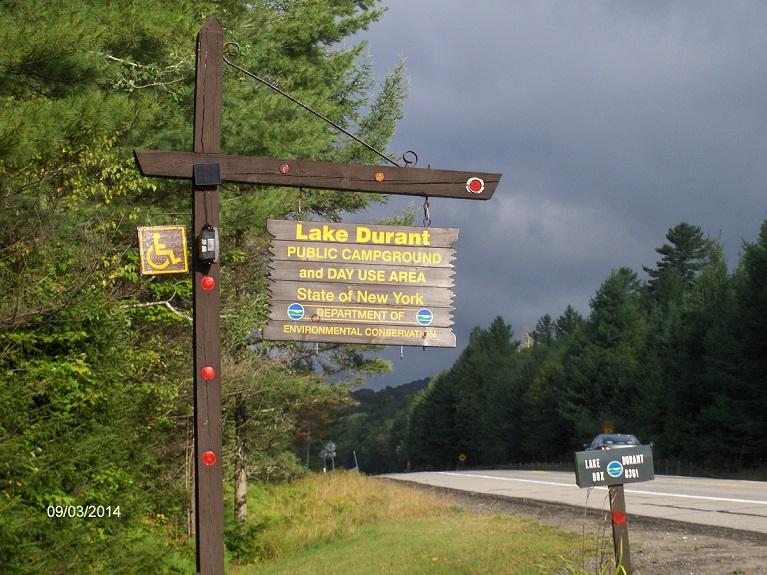 Lake Durant
PUBLIC CAMPGROUND
and DAY USE AREA
State of New York
DEPARTMENT OF
ENVIRONMENTAL CONSERVATION
LAKE DURANT
BOX 8301
09/03/2014